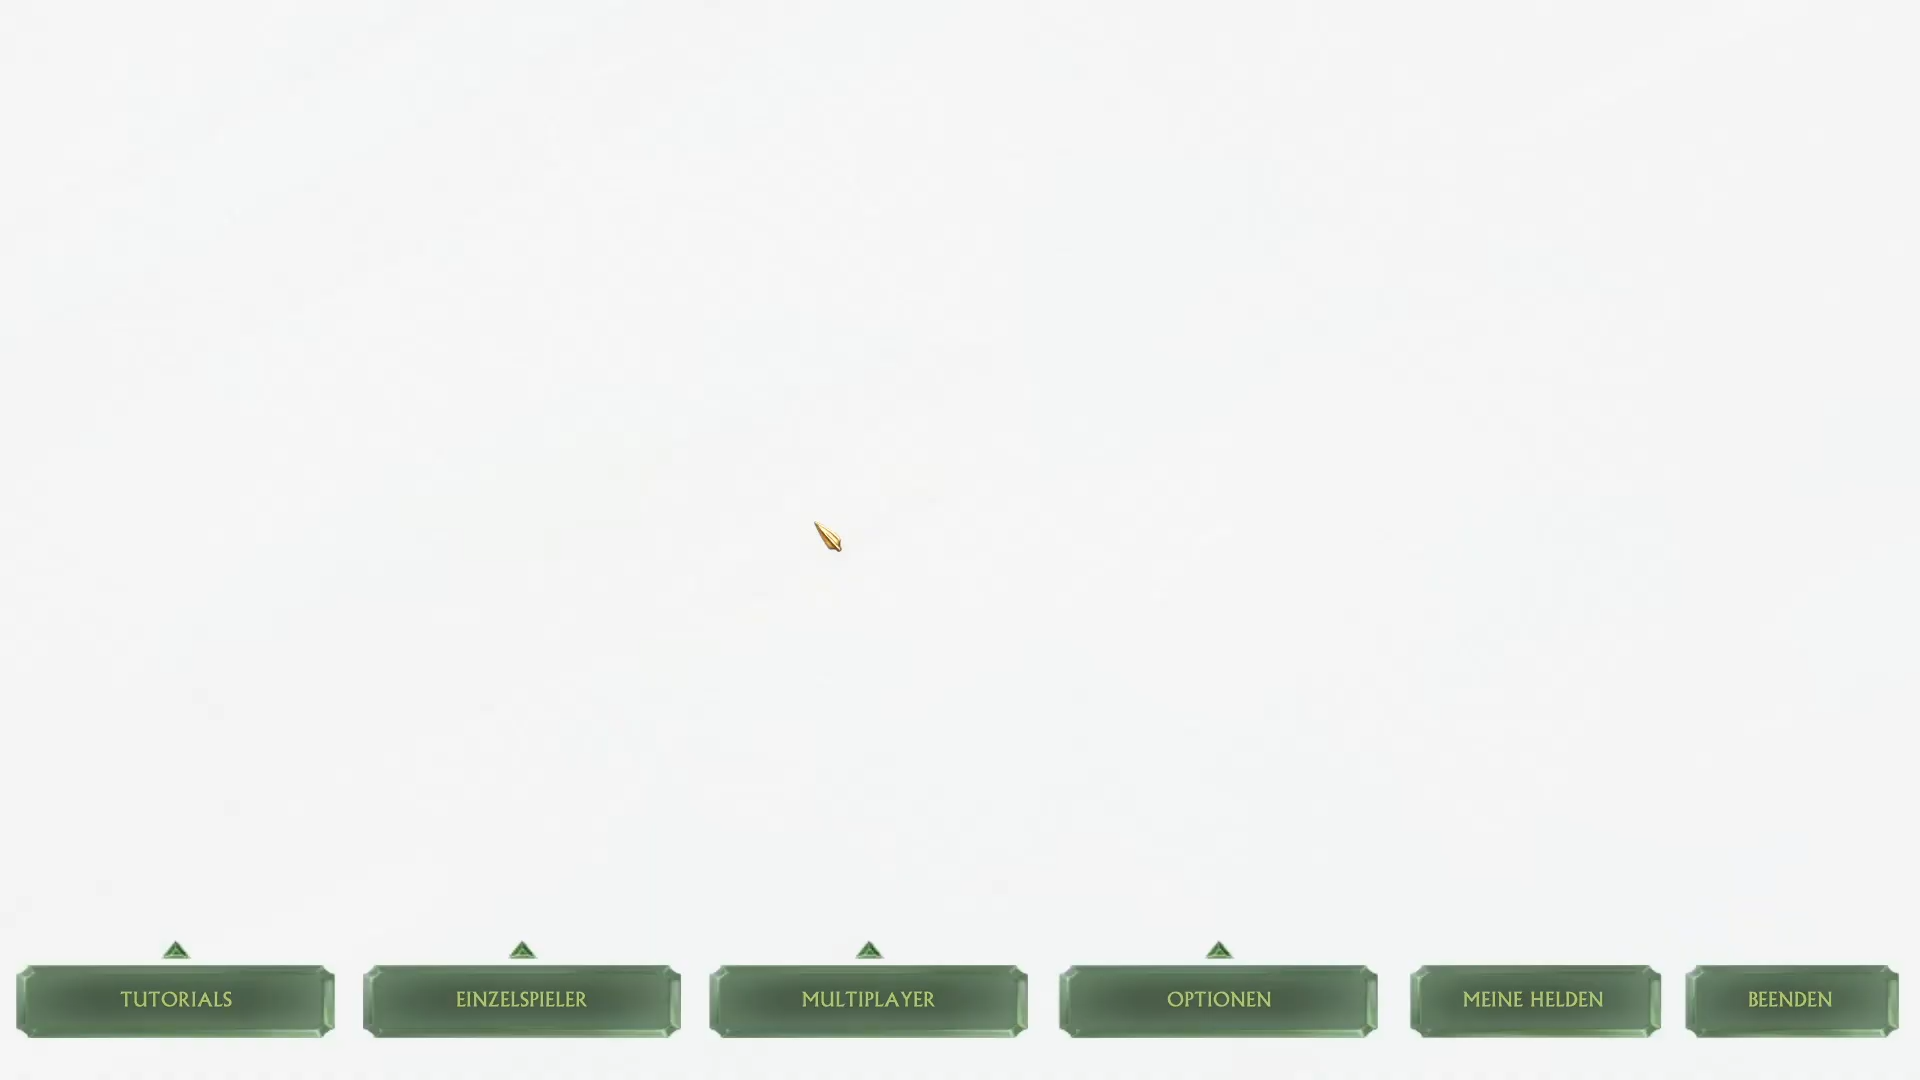 TUTORIALS
EINZELSPIELER
MULTIPLAYER
OPTIONEN
MEINE HELDEN
BEENDEN